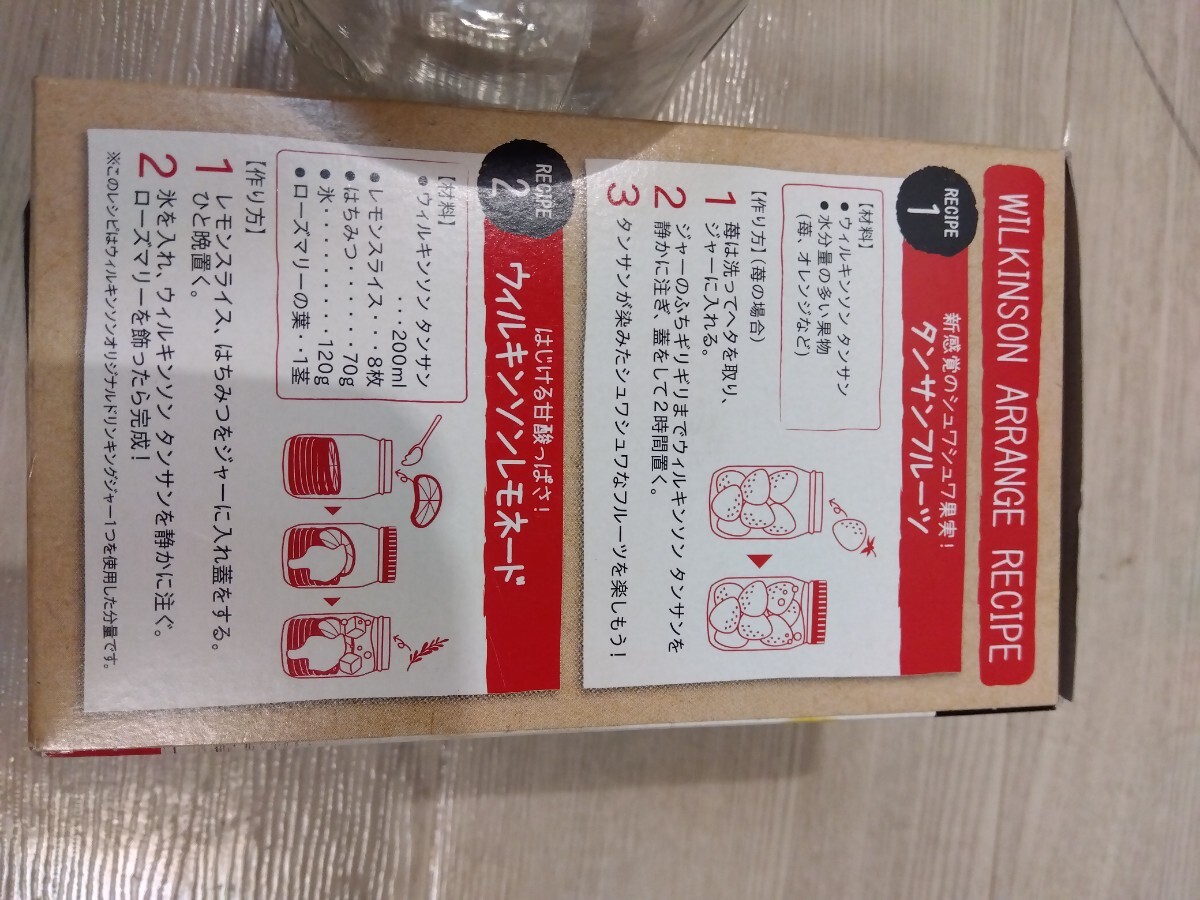 WILKINSON ARRANGE RECIPE
RECIPE
1
新感覚のシュワシュワ果実!
タンサンフルーツ
【材料】
●ウィルキンソン タンサン
●水分量の多い果物
(苺、オレンジなど)
【作り方】(苺の場合)
1 苺は洗ってヘタを取り、
ジャーに入れる。
2 ジャーのふちギリギリまでウィルキンソン タンサンを
静かに注ぎ、蓋をして2時間置く。
3 タンサンが染みたシュワシュワなフルーツを楽しもう!
RECIPE
2
はじける甘酸っぱさ!
ウィルキンソンレモネード
【材料】
●ウィルキンソン タンサン
・・・200ml
●レモンスライス・・8枚
●はちみつ・・・・・70g
●氷・・・・・・・・120g
●ローズマリーの葉・1茎
【作り方】
1 レモンスライス、はちみつをジャーに入れ蓋をする。
ひと晩置く。
2 氷を入れ、ウィルキンソン タンサンを静かに注ぐ。
ローズマリーを飾ったら完成!
※このレシピはウィルキンソンオリジナルドリンキングジャー1つを使用した分量です。